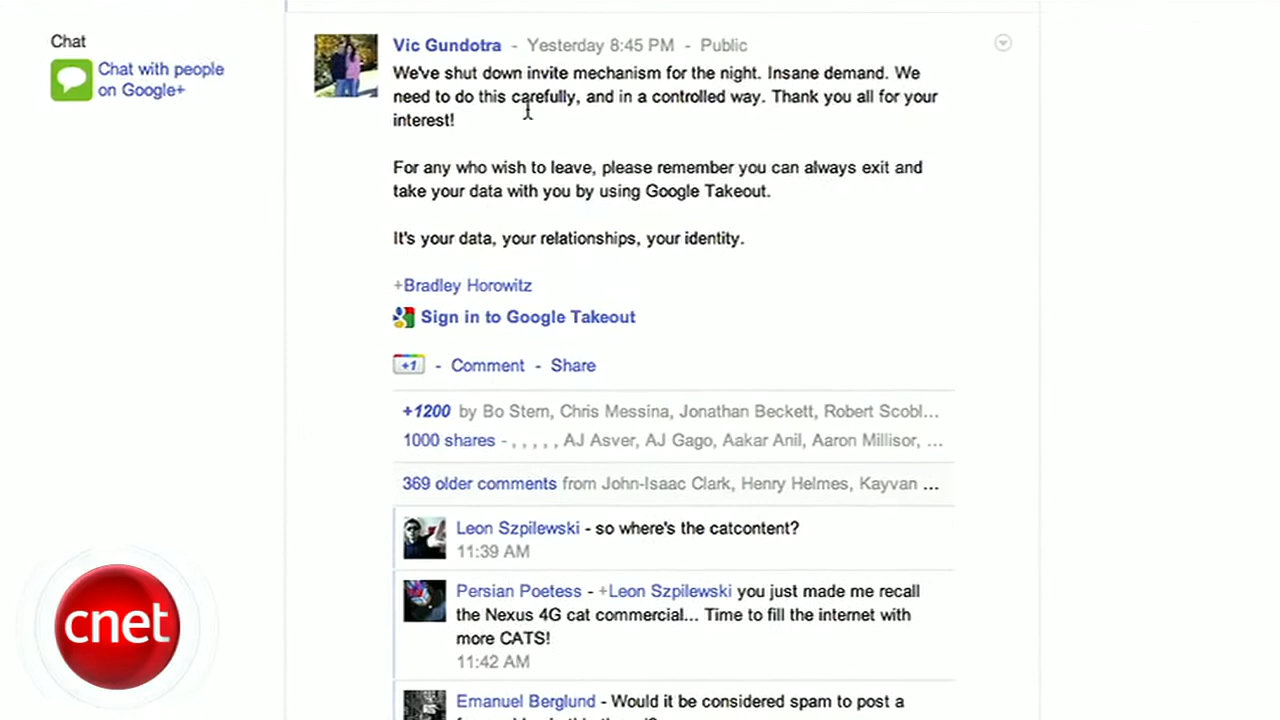 Chat
Chat with people
on Google+
Vic Gundotra - Yesterday 8:45 PM - Public
We've shut down invite mechanism for the night. Insane demand. We
need to do this carefully, and in a controlled way. Thank you all for your
interest!
For any who wish to leave, please remember you can always exit and
take your data with you by using Google Takeout.
It's your data, your relationships, your identity.
+Bradley Horowitz
Sign in to Google Takeout
+1 - Comment - Share
+1200 by Bo Stern, Chris Messina, Jonathan Beckett, Robert Scobl...
1000 shares - , , , , , AJ Asver, AJ Gago, Aakar Anil, Aaron Millisor, ...
369 older comments from John-Isaac Clark, Henry Helmes, Kayvan ...
Leon Szpilewski - so where's the catcontent?
11:39 AM
Persian Poetess - +Leon Szpilewski you just made me recall
the Nexus 4G cat commercial... Time to fill the internet with
more CATS!
11:42 AM
Emanuel Berglund - Would it be considered spam to post a
cnet